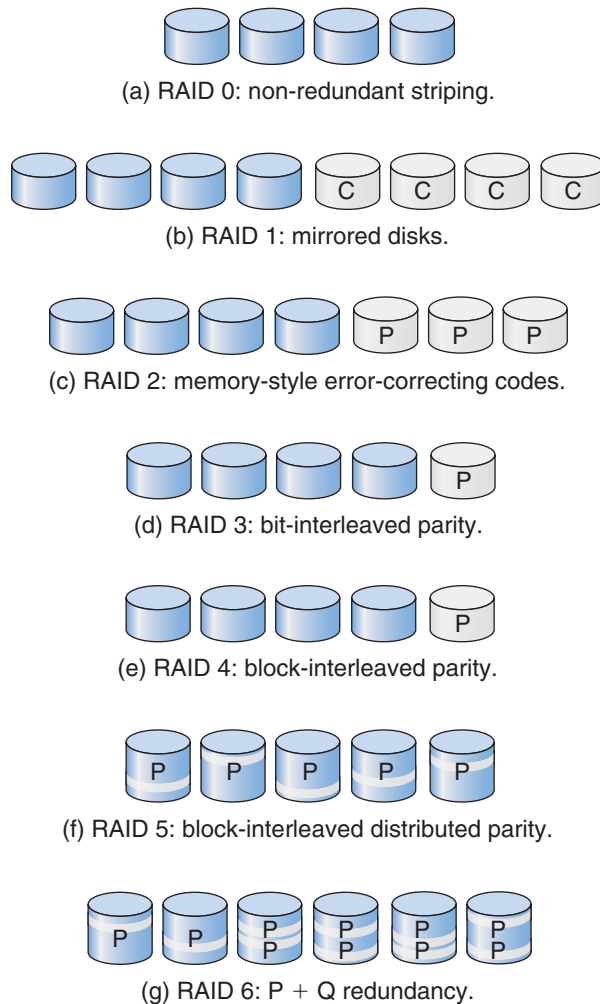 (a) RAID 0: non-redundant striping.
C C C C
(b) RAID 1: mirrored disks.
P P P
(c) RAID 2: memory-style error-correcting codes.
P
(d) RAID 3: bit-interleaved parity.
P
(e) RAID 4: block-interleaved parity.
P P P P P
(f) RAID 5: block-interleaved distributed parity.
P P P P P P
P P P P
(g) RAID 6: P + Q redundancy.